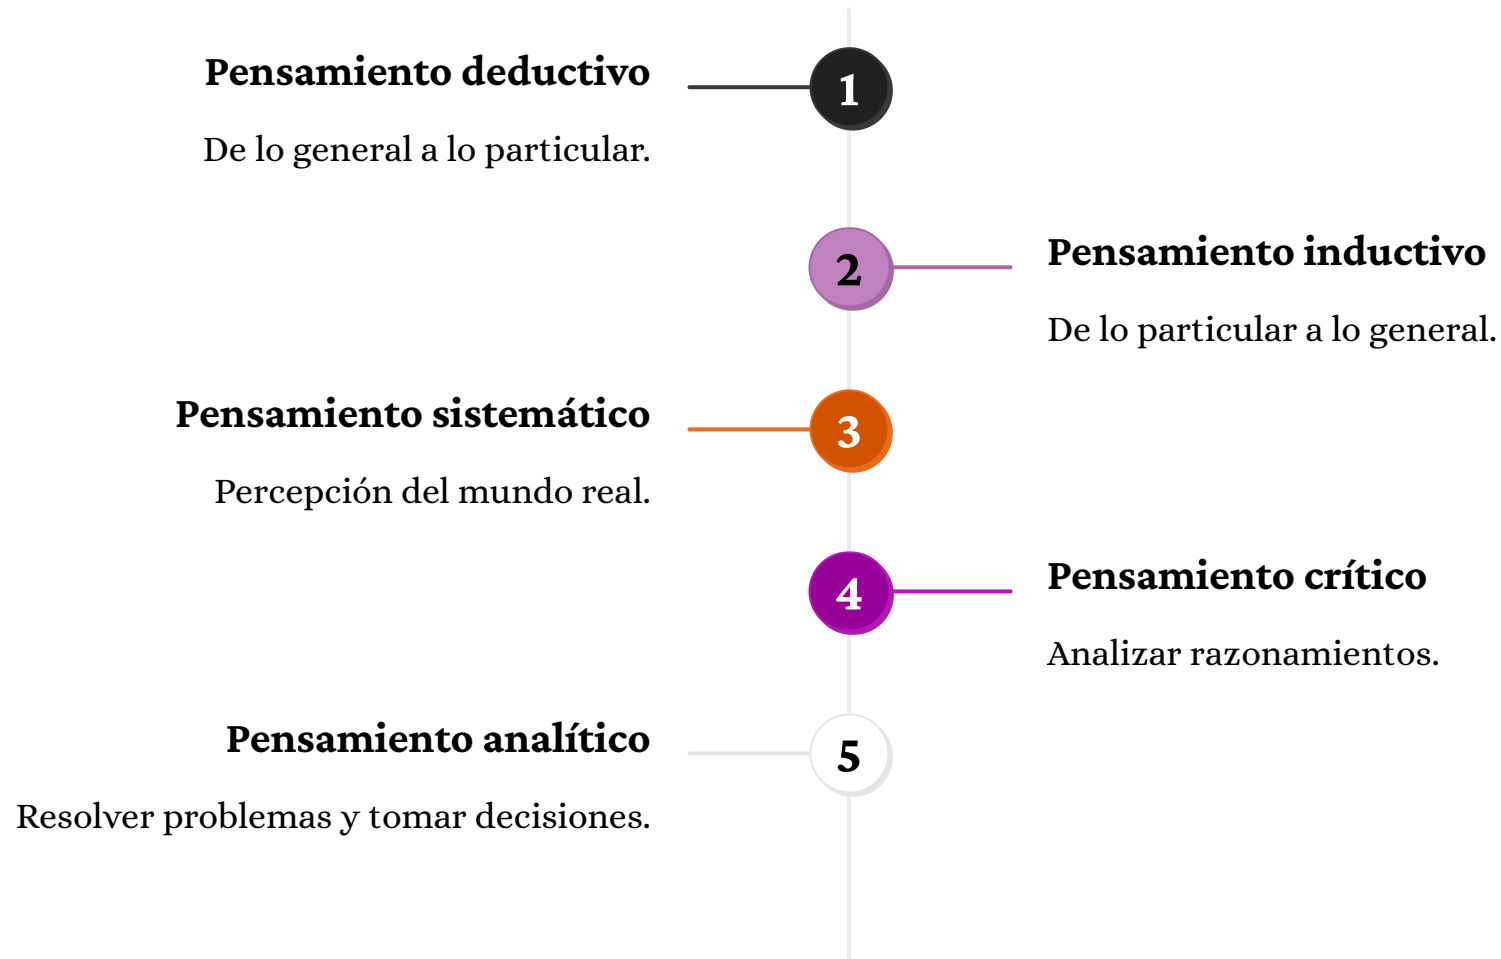 Pensamiento deductivo
1
De lo general a lo particular.
2
Pensamiento inductivo
De lo particular a lo general.
Pensamiento sistemático
3
Percepción del mundo real.
4
Pensamiento crítico
Analizar razonamientos.
Pensamiento analítico
5
Resolver problemas y tomar decisiones.